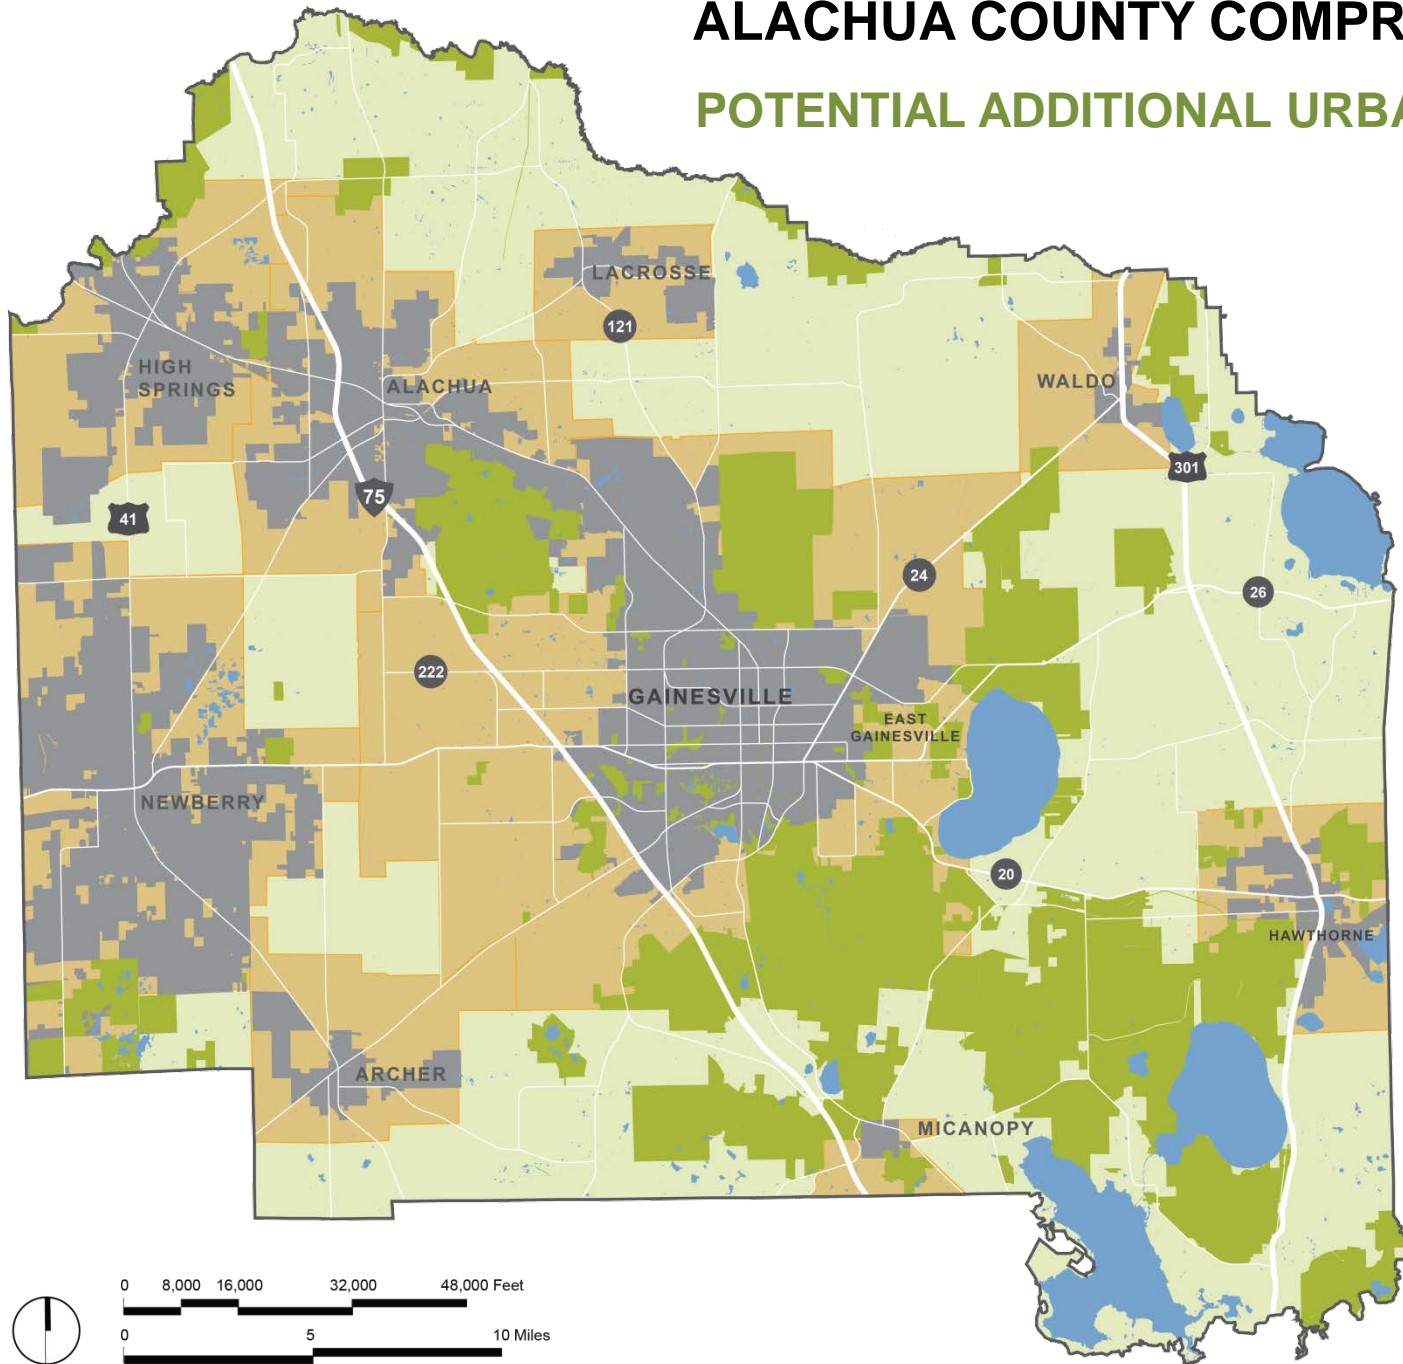 ALACHUA COUNTY COMPR
POTENTIAL ADDITIONAL URBA
LACROSSE
121
HIGH
SPRINGS
ALACHUA
WALDO
301
75
41
24
26
222
GAINESVILLE
EAST
GAINESVILLE
NEWBERRY
20
HAWTHORNE
ARCHER
MICANOPY
0 8,000 16,000 32,000 48,000 Feet
0 5 10 Miles